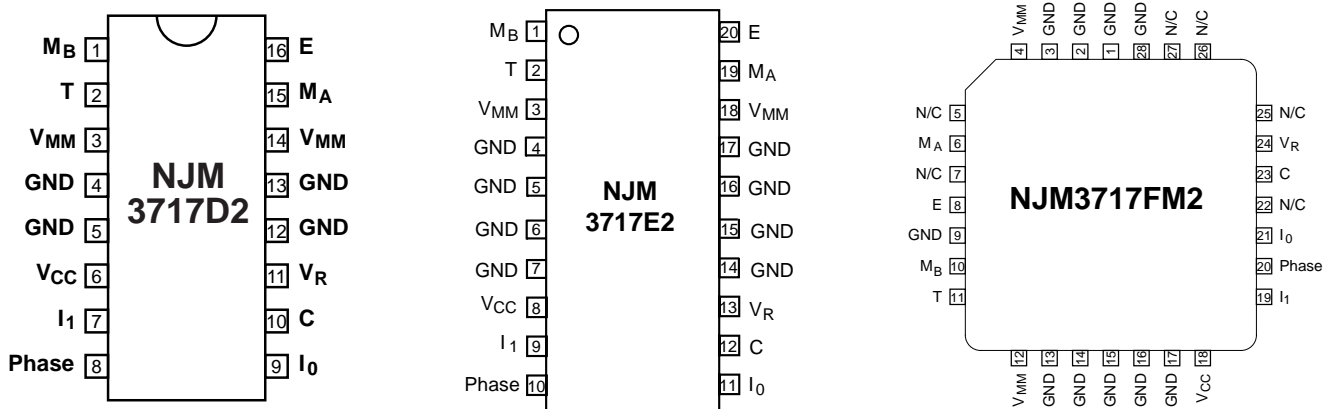 MB 1
T 2
VMM 3
GND 4
GND 5
VCC 6
I1 7
Phase 8
NJM
3717D2
16 E
15 MA
14 VMM
13 GND
12 GND
11 VR
10 C
9 I0
MB 1
T 2
VMM 3
GND 4
GND 5
GND 6
GND 7
VCC 8
I1 9
Phase 10
NJM
3717E2
20 E
19 MA
18 VMM
17 GND
16 GND
15 GND
14 GND
13 VR
12 C
11 I0
VMM 4
GND 3
GND 2
GND 1
GND 28
N/C 27
N/C 26
N/C 5
MA 6
N/C 7
E 8
GND 9
MB 10
T 11
NJM3717FM2
25 N/C
24 VR
23 C
22 N/C
21 I0
20 Phase
19 I1
VMM 12
GND 13
GND 14
GND 15
GND 16
GND 17
VCC 18